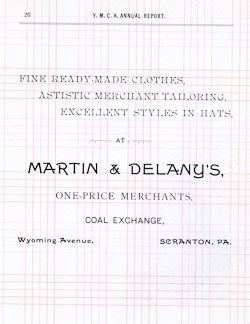 20 Y. M. C. A. ANNUAL REPORT.
FINE READY-MADE CLOTHES,
ASTISTIC MERCHANT TAILORING,
EXCELLENT STYLES IN HATS,
AT
MARTIN & DELANY'S,
ONE-PRICE MERCHANTS,
COAL EXCHANGE,
Wyoming Avenue, SCRANTON, PA.